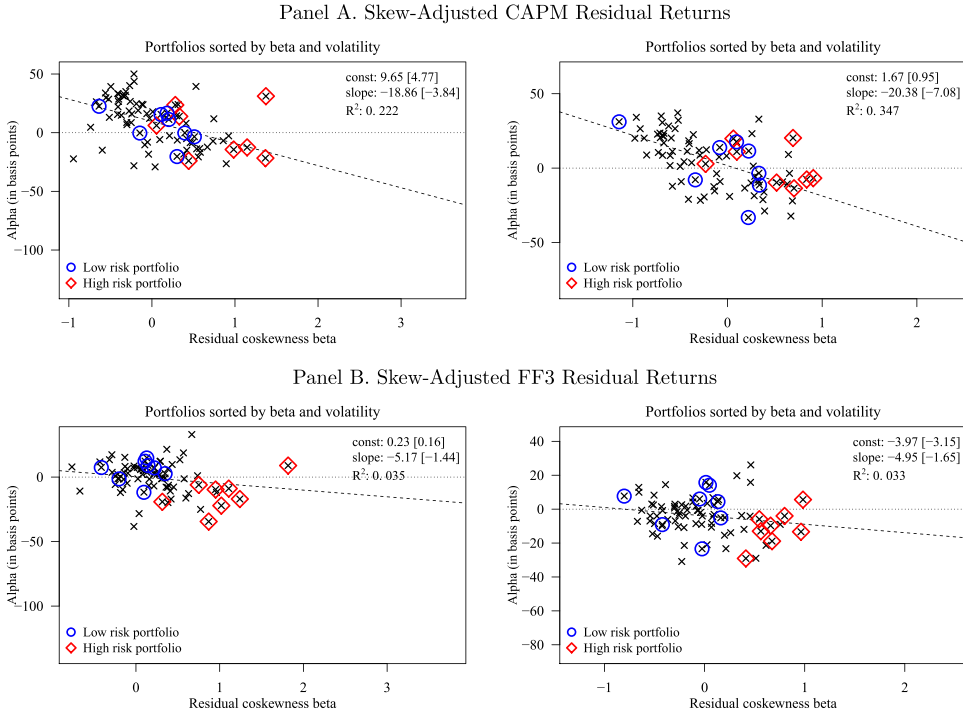 Panel A. Skew-Adjusted CAPM Residual Returns
Portfolios sorted by beta and volatility
const: 9.65 [4.77]
slope: −18.86 [−3.84]
R²: 0. 222
Alpha (in basis points)
50
0
−50
−100
Low risk portfolio
High risk portfolio
−1 0 1 2 3
Residual coskewness beta
Portfolios sorted by beta and volatility
const: 1.67 [0.95]
slope: −20.38 [−7.08]
R²: 0. 347
Alpha (in basis points)
50
0
−50
Low risk portfolio
High risk portfolio
−1 0 1 2
Residual coskewness beta
Panel B. Skew-Adjusted FF3 Residual Returns
Portfolios sorted by beta and volatility
const: 0.23 [0.16]
slope: −5.17 [−1.44]
R²: 0. 035
Alpha (in basis points)
0
−50
−100
Low risk portfolio
High risk portfolio
0 1 2 3
Residual coskewness beta
Portfolios sorted by beta and volatility
const: −3.97 [−3.15]
slope: −4.95 [−1.65]
R²: 0. 033
Alpha (in basis points)
40
20
0
−20
−40
−60
−80
Low risk portfolio
High risk portfolio
−1 0 1 2
Residual coskewness beta